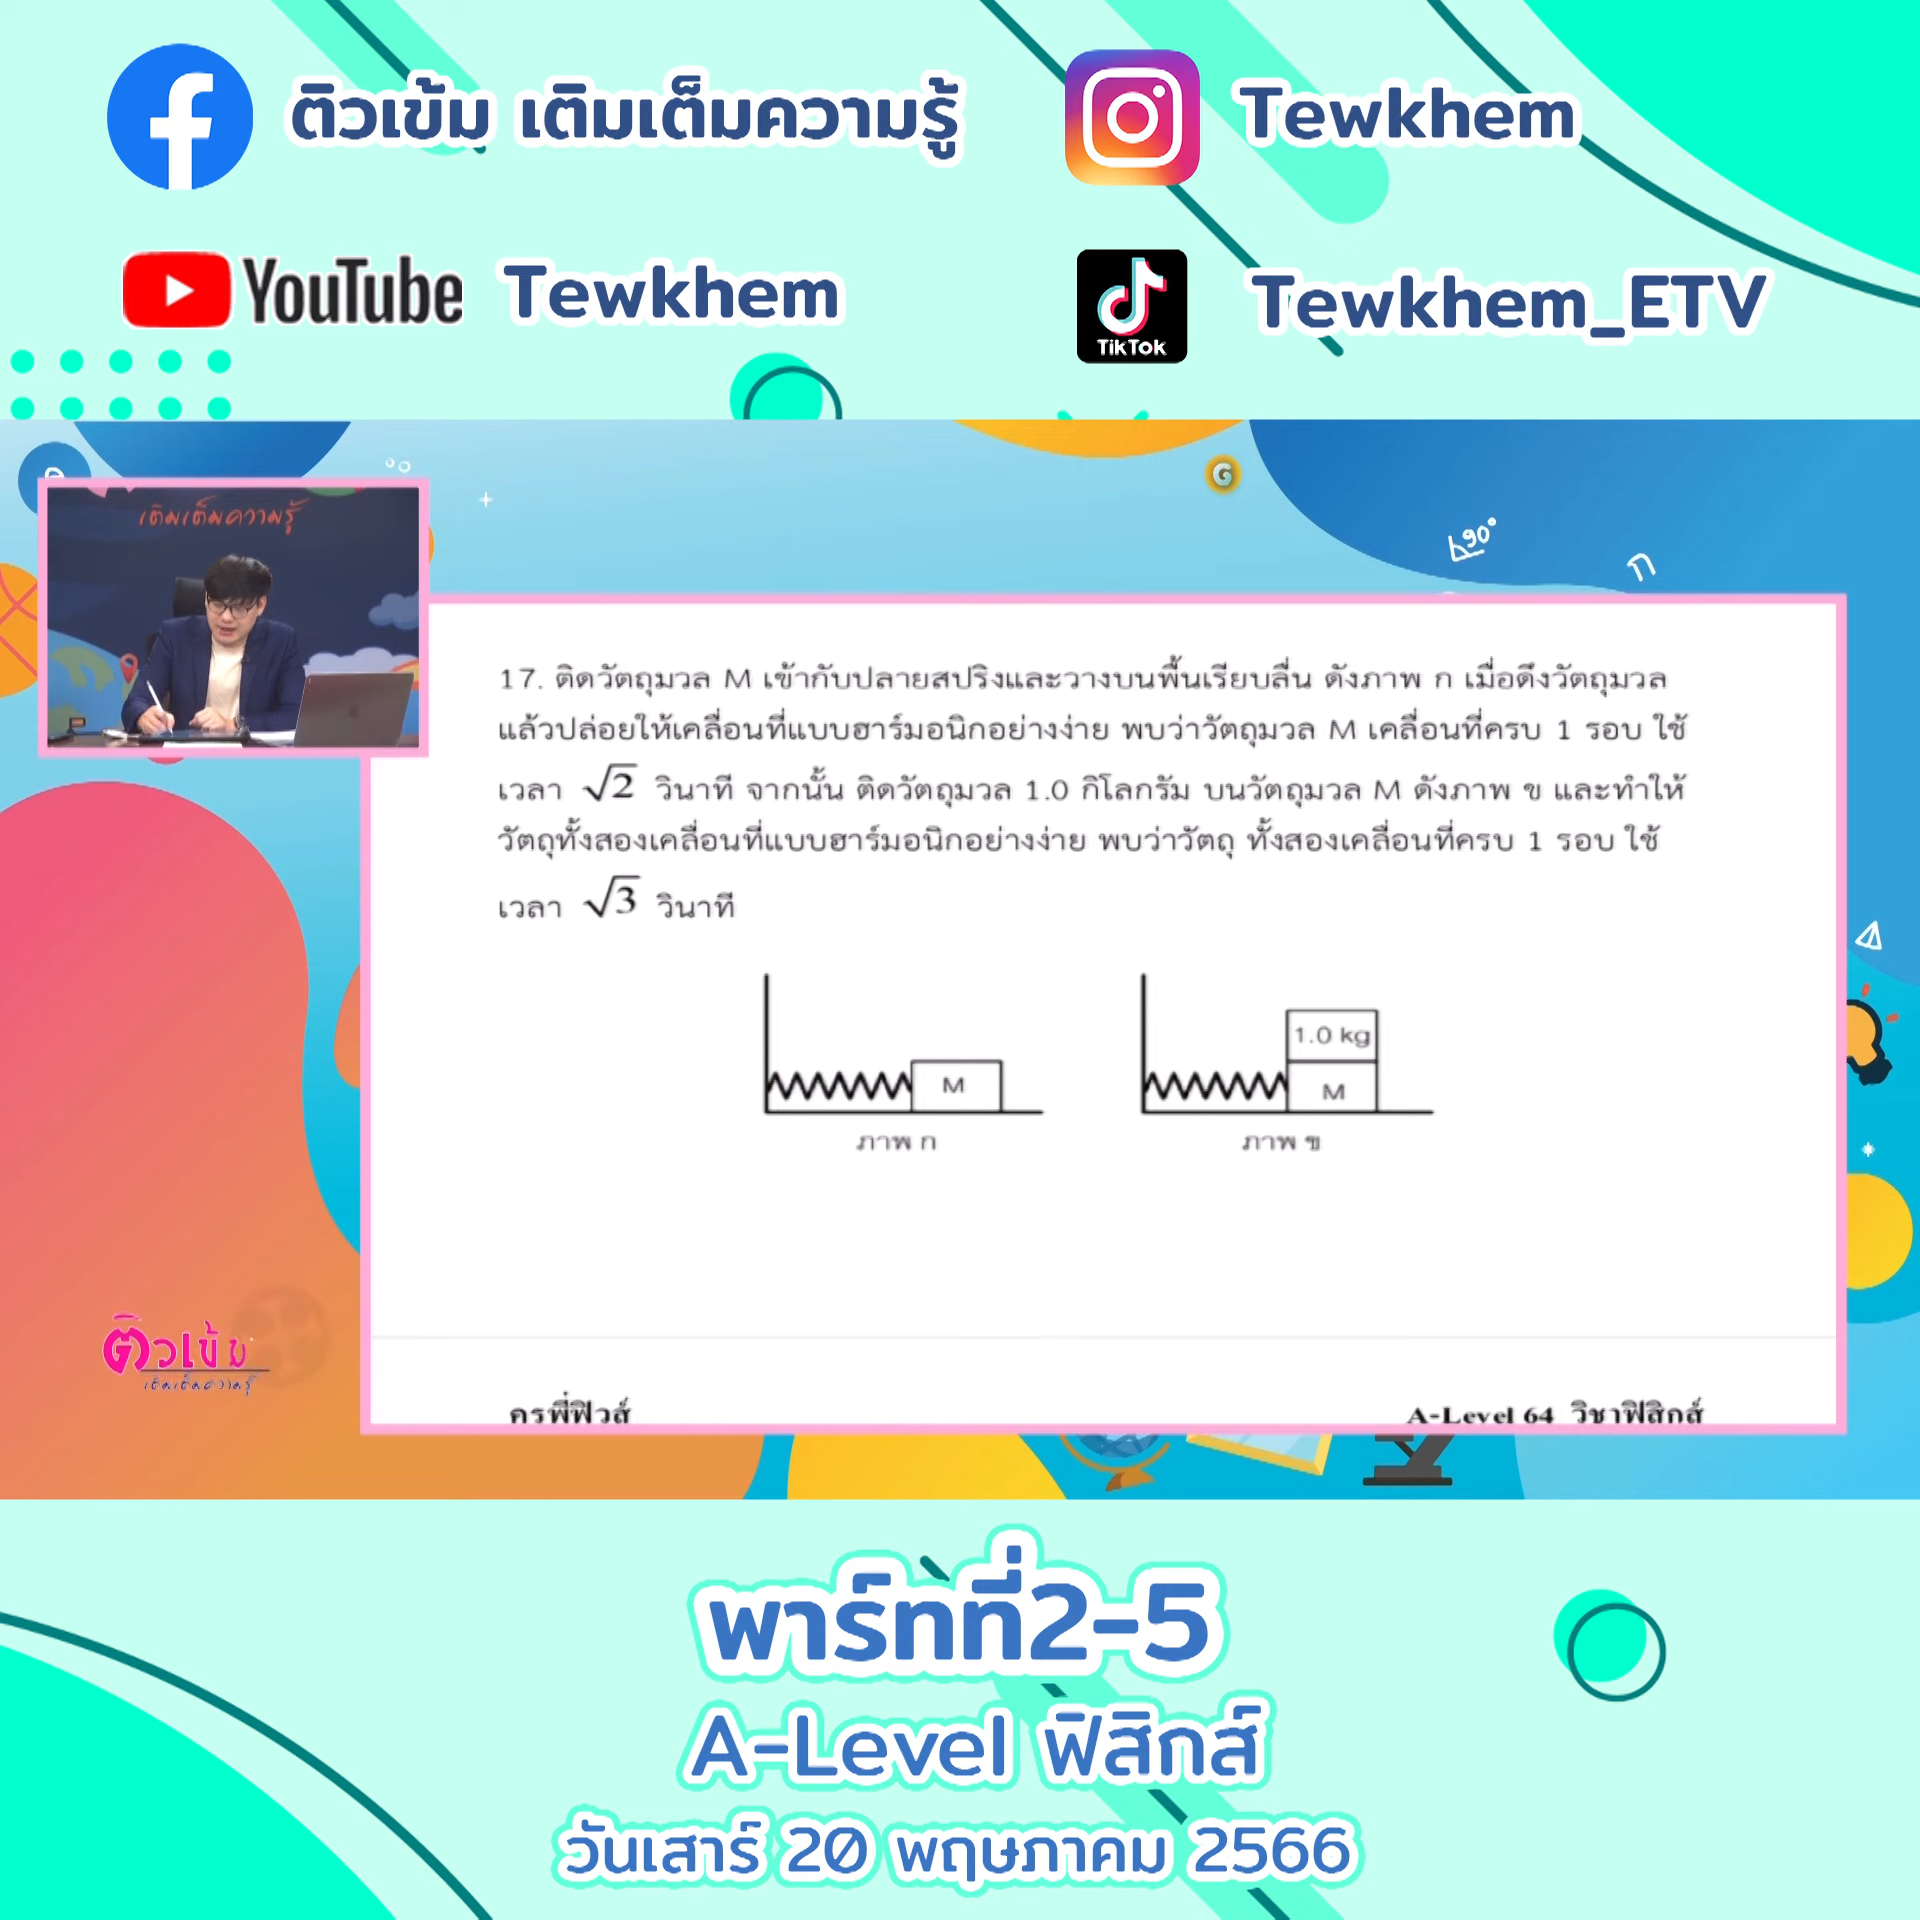 ติวเข้ม เติมเต็มความรู้
Tewkhem
YouTube Tewkhem
TikTok
Tewkhem_ETV
เติมเต็มความรู้
90°
ก
17. ติดวัตถุมวล M เข้ากับปลายสปริงและวางบนพื้นเรียบลื่น ดังภาพ ก เมื่อดึงวัตถุมวล
แล้วปล่อยให้เคลื่อนที่แบบฮาร์มอนิกอย่างง่าย พบว่าวัตถุมวล M เคลื่อนที่ครบ 1 รอบ ใช้
เวลา √2 วินาที จากนั้น ติดวัตถุมวล 1.0 กิโลกรัม บนวัตถุมวล M ดังภาพ ข และทำให้
วัตถุทั้งสองเคลื่อนที่แบบฮาร์มอนิกอย่างง่าย พบว่าวัตถุ ทั้งสองเคลื่อนที่ครบ 1 รอบ ใช้
เวลา √3 วินาที
1.0 kg
M
M
ภาพ ก
ภาพ ข
ติวเข้ม
เติมเต็มความรู้
ครูพี่ฟิวส์
A-Level 64 วิชาฟิสิกส์
พาร์ทที่2-5
A-Level ฟิสิกส์
วันเสาร์ 20 พฤษภาคม 2566